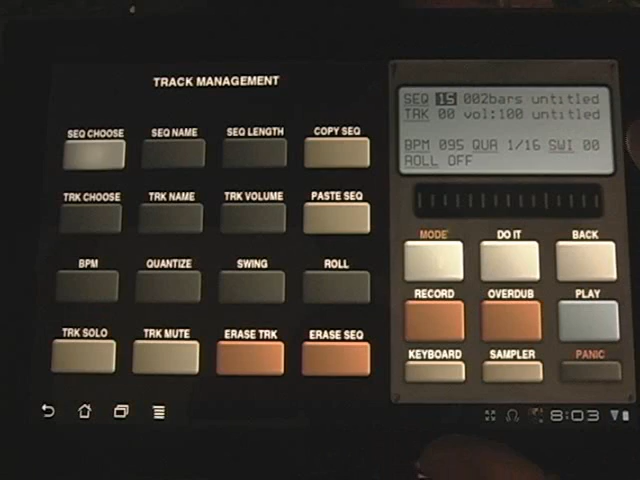 TRACK MANAGEMENT
SEQ CHOOSE SEQ NAME SEQ LENGTH COPY SEQ
TRK CHOOSE TRK NAME TRK VOLUME PASTE SEQ
BPM QUANTIZE SWING ROLL
TRK SOLO TRK MUTE ERASE TRK ERASE SEQ
SEQ 15 002bars untitled
TRK 00 vol:100 untitled
BPM 095 QUA 1/16 SWI 00
ROLL OFF
MODE DO IT BACK
RECORD OVERDUB PLAY
KEYBOARD SAMPLER PANIC
8:03